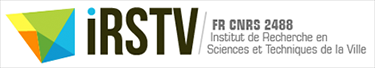 iRSTV
FR CNRS 2488
Institut de Recherche en
Sciences et Techniques de la Ville